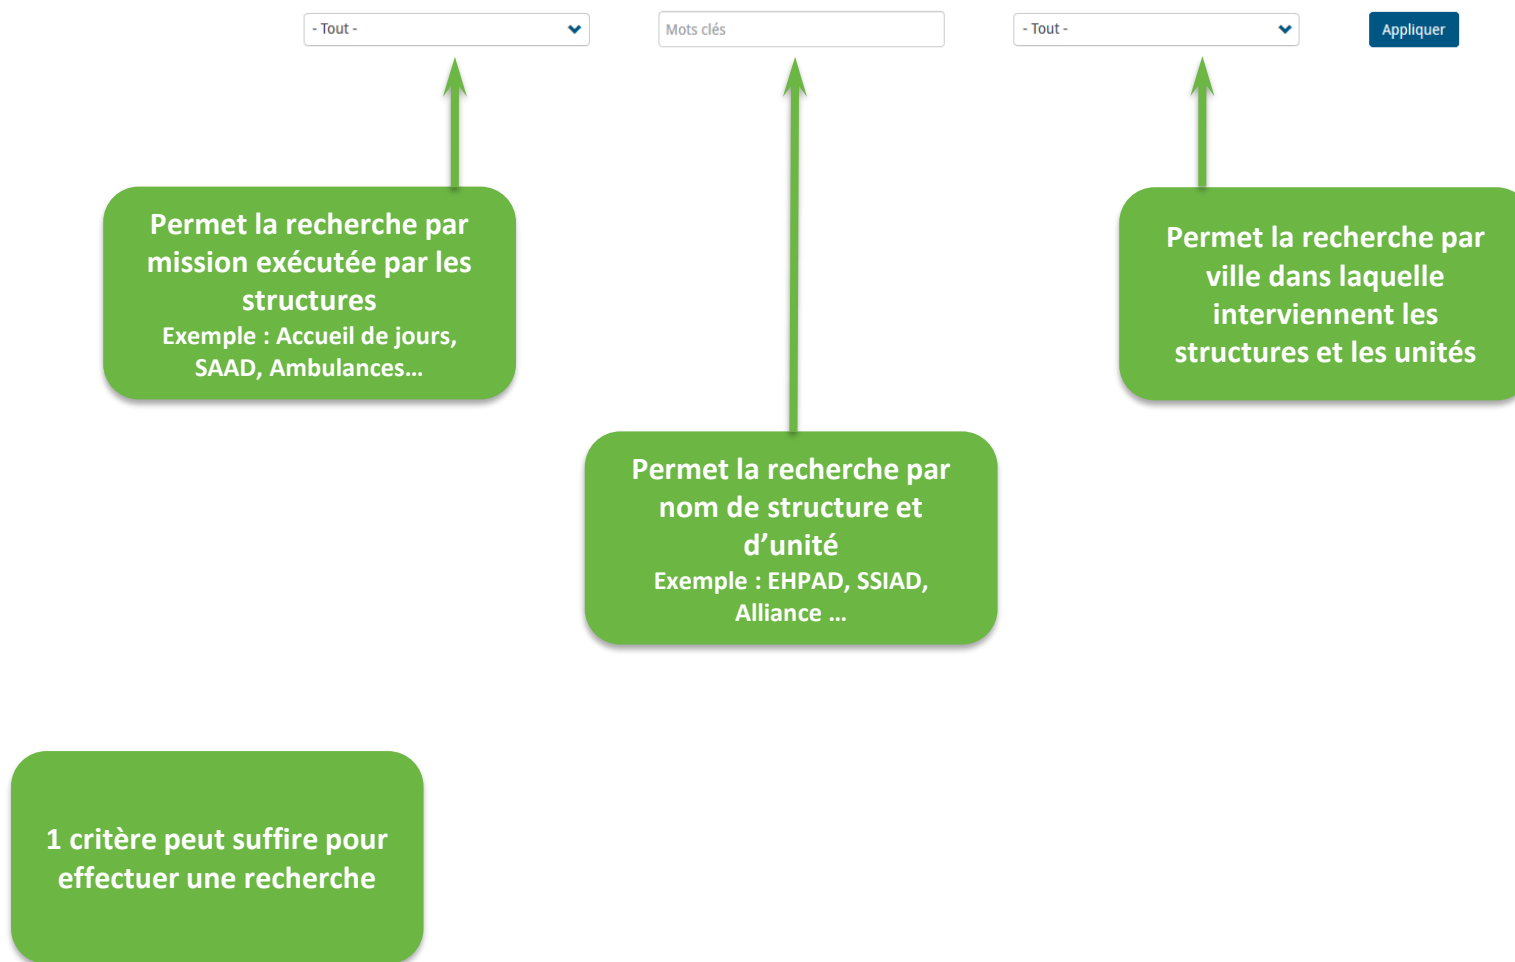 - Tout -
Mots clés
- Tout -
Appliquer
Permet la recherche par
mission exécutée par les
structures
Exemple : Accueil de jours,
SAAD, Ambulances…
Permet la recherche par
ville dans laquelle
interviennent les
structures et les unités
Permet la recherche par
nom de structure et
d’unité
Exemple : EHPAD, SSIAD,
Alliance …
1 critère peut suffire pour
effectuer une recherche